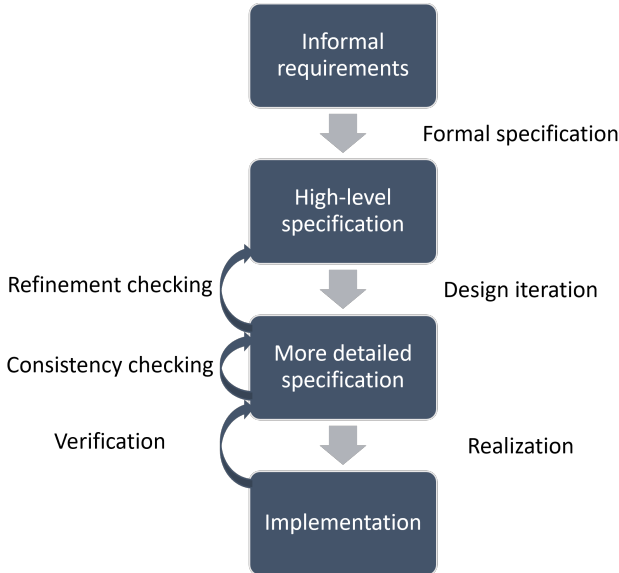 Informal
requirements
Formal specification
High-level
specification
Refinement checking
Design iteration
More detailed
specification
Consistency checking
Verification
Realization
Implementation